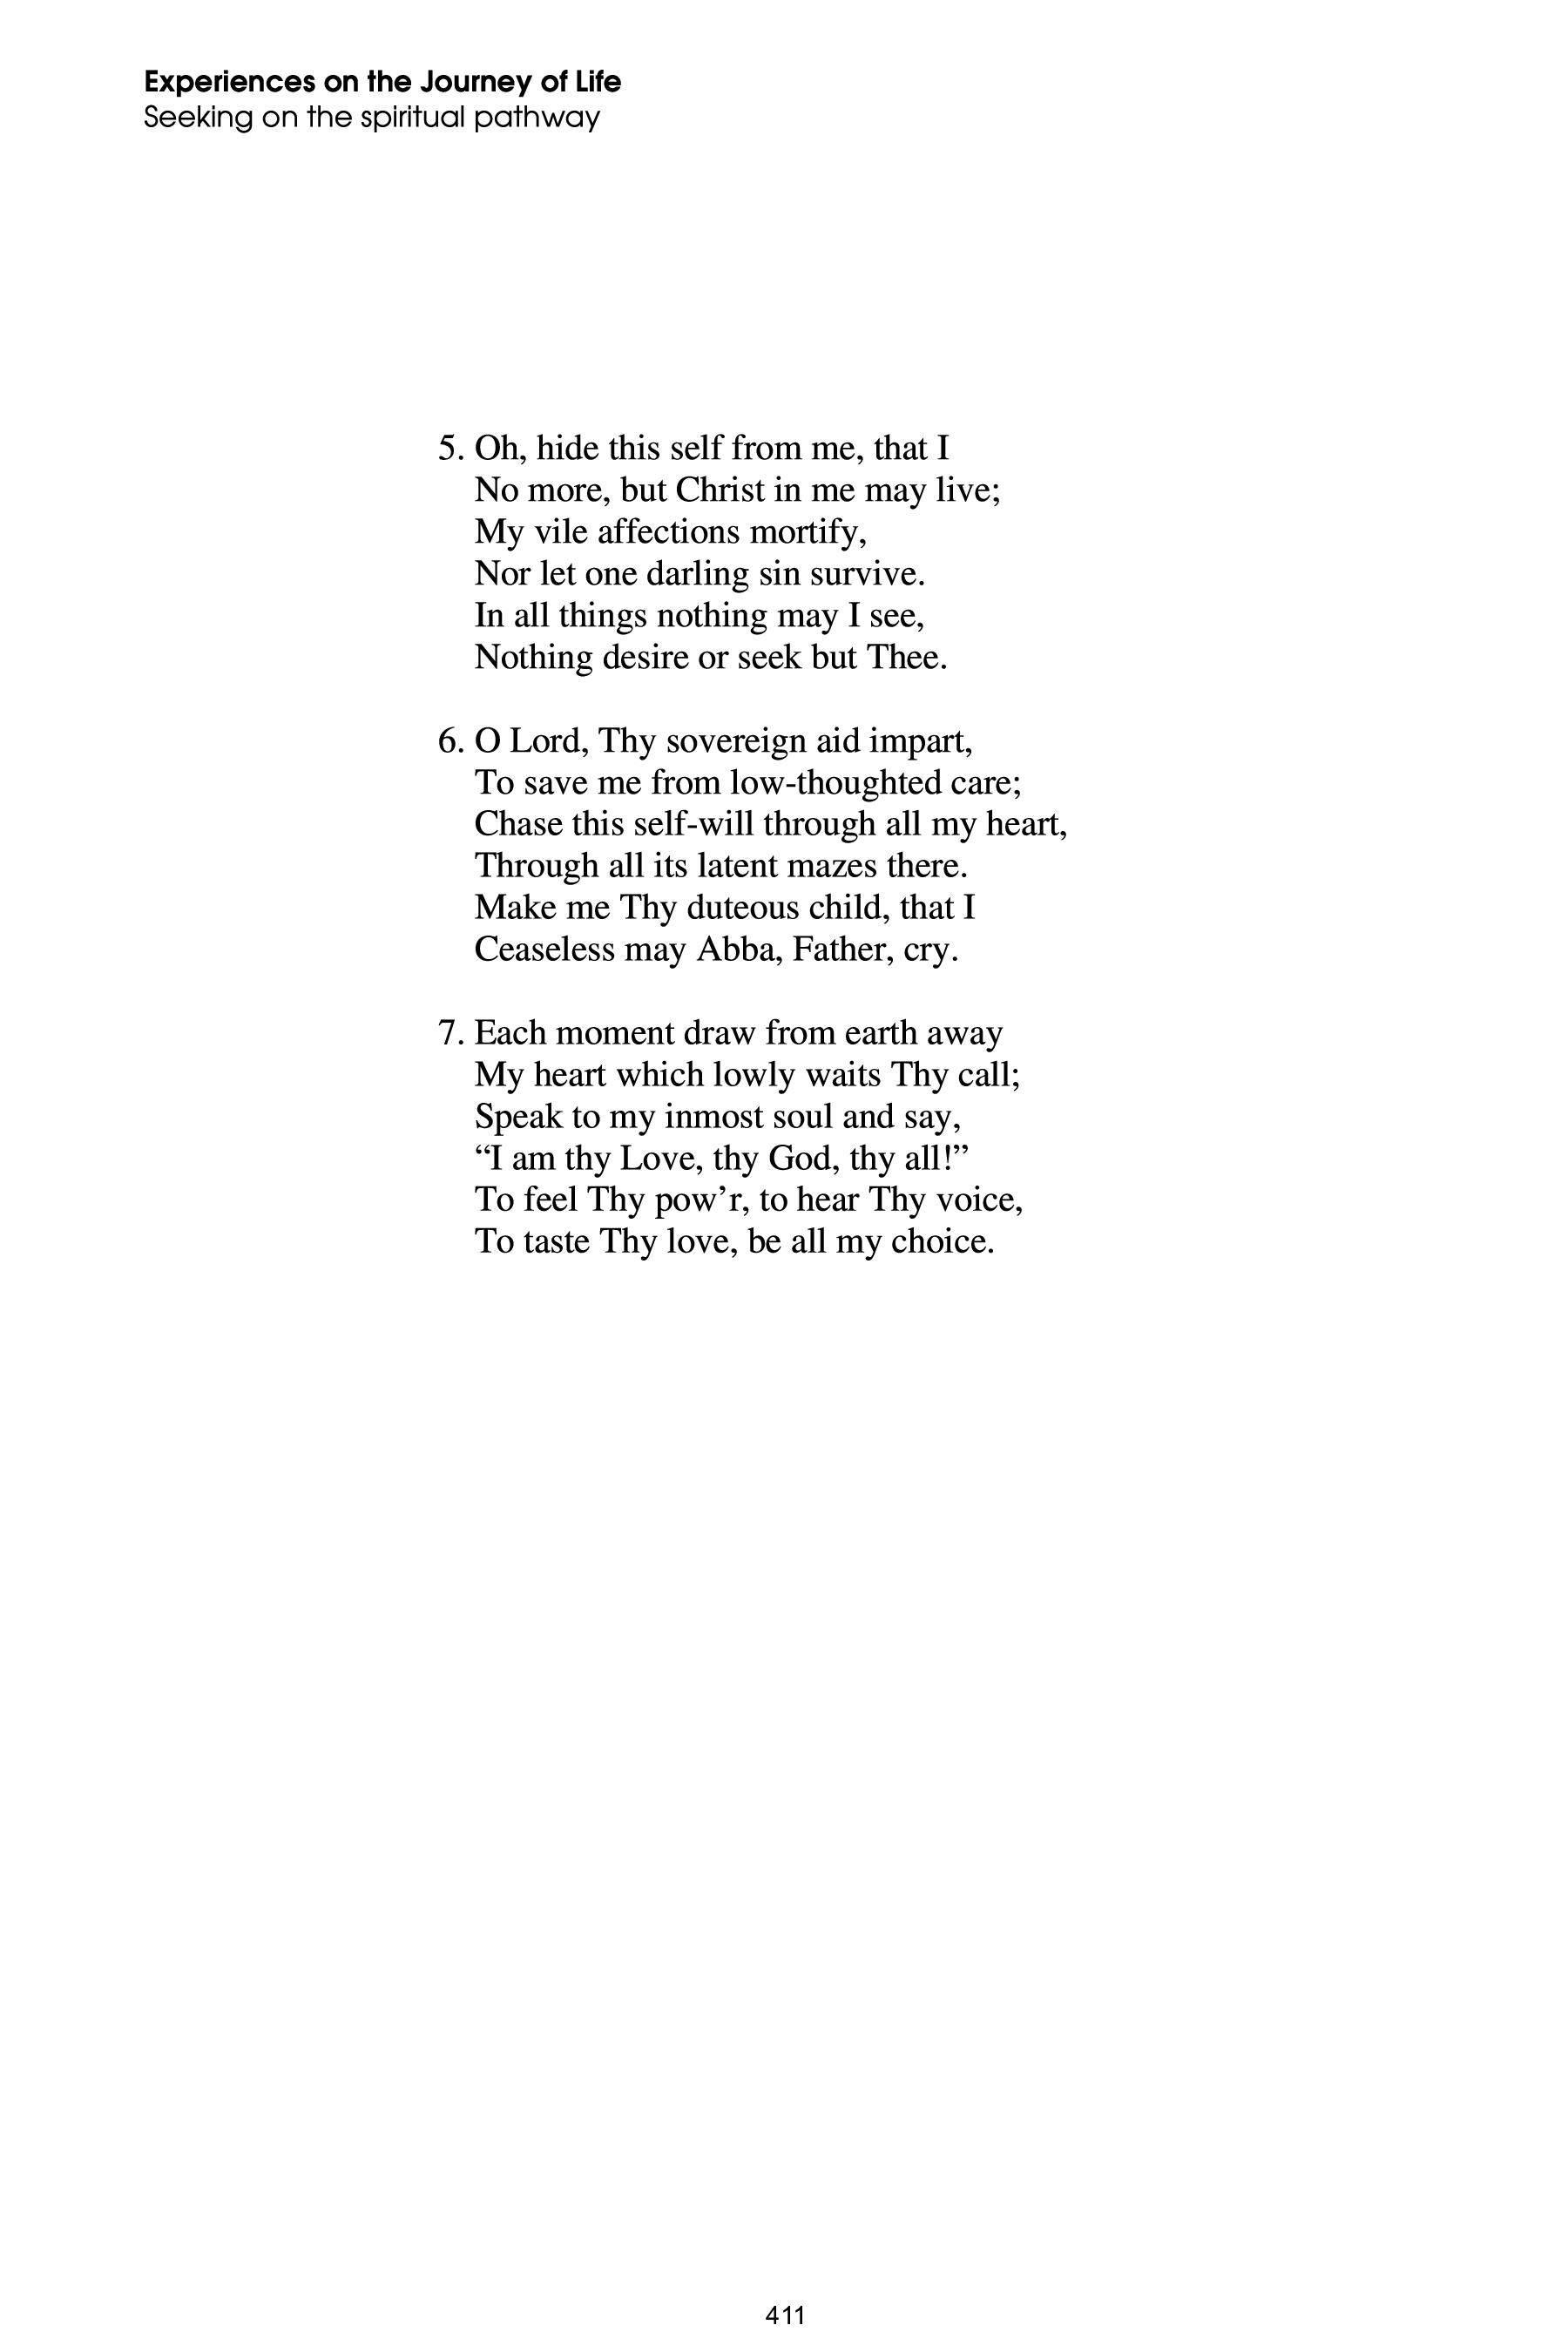 Experiences on the Journey of Life
Seeking on the spiritual pathway
5. Oh, hide this self from me, that I
No more, but Christ in me may live;
My vile affections mortify,
Nor let one darling sin survive.
In all things nothing may I see,
Nothing desire or seek but Thee.
6. O Lord, Thy sovereign aid impart,
To save me from low-thoughted care;
Chase this self-will through all my heart,
Through all its latent mazes there.
Make me Thy duteous child, that I
Ceaseless may Abba, Father, cry.
7. Each moment draw from earth away
My heart which lowly waits Thy call;
Speak to my inmost soul and say,
“I am thy Love, thy God, thy all!”
To feel Thy pow’r, to hear Thy voice,
To taste Thy love, be all my choice.
411